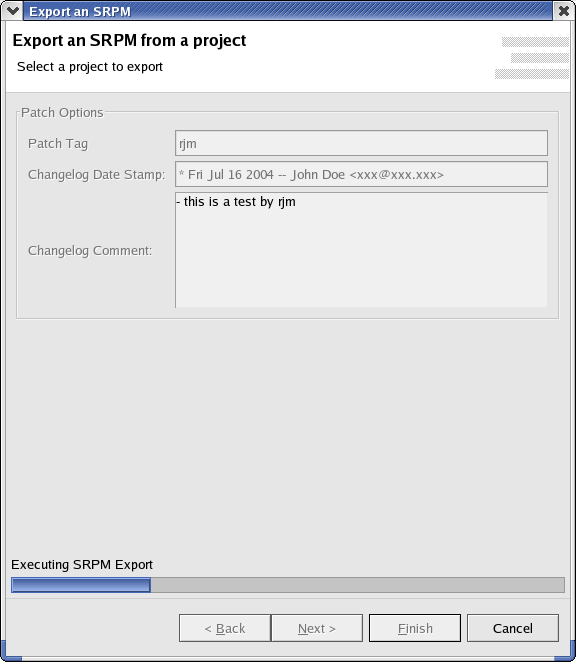 Export an SRPM
Export an SRPM from a project
Select a project to export
Patch Options
Patch Tag
rjm
Changelog Date Stamp:
* Fri Jul 16 2004 -- John Doe <xxx@xxx.xxx>
Changelog Comment:
- this is a test by rjm
Executing SRPM Export
< Back
Next >
Finish
Cancel